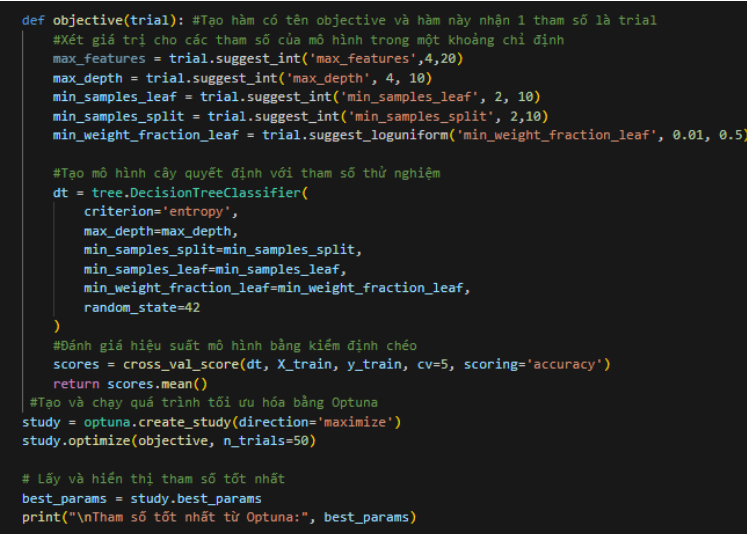 def objective(trial): #Tạo hàm có tên objective và hàm này nhận 1 tham số là trial
    #Xét giá trị cho các tham số của mô hình trong một khoảng chỉ định
    max_features = trial.suggest_int('max_features',4,20)
    max_depth = trial.suggest_int('max_depth', 4, 10)
    min_samples_leaf = trial.suggest_int('min_samples_leaf', 2, 10)
    min_samples_split = trial.suggest_int('min_samples_split', 2,10)
    min_weight_fraction_leaf = trial.suggest_loguniform('min_weight_fraction_leaf', 0.01, 0.5)
    #Tạo mô hình cây quyết định với tham số thử nghiệm
    dt = tree.DecisionTreeClassifier(
        criterion='entropy',
        max_depth=max_depth,
        min_samples_split=min_samples_split,
        min_samples_leaf=min_samples_leaf,
        min_weight_fraction_leaf=min_weight_fraction_leaf,
        random_state=42
    )
    #Đánh giá hiệu suất mô hình bằng kiểm định chéo
    scores = cross_val_score(dt, X_train, y_train, cv=5, scoring='accuracy')
    return scores.mean()
 #Tạo và chạy quá trình tối ưu hóa bằng Optuna
study = optuna.create_study(direction='maximize')
study.optimize(objective, n_trials=50)
# Lấy và hiển thị tham số tốt nhất
best_params = study.best_params
print("\nTham số tốt nhất từ Optuna:", best_params)